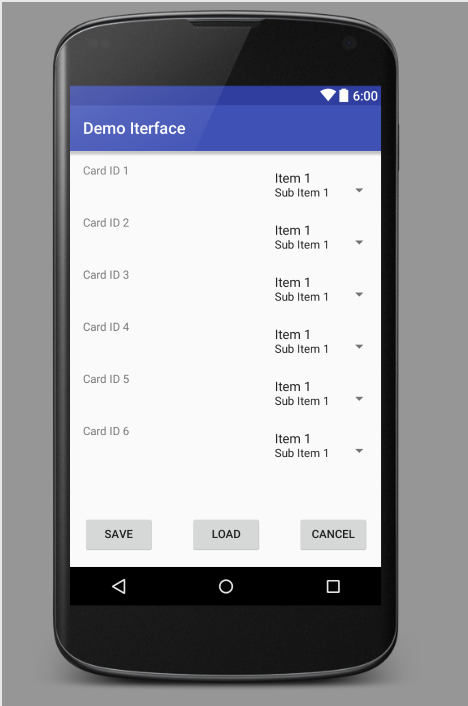 6:00
Demo Iterface
Card ID 1
Item 1
Sub Item 1
Card ID 2
Item 1
Sub Item 1
Card ID 3
Item 1
Sub Item 1
Card ID 4
Item 1
Sub Item 1
Card ID 5
Item 1
Sub Item 1
Card ID 6
Item 1
Sub Item 1
SAVE LOAD CANCEL